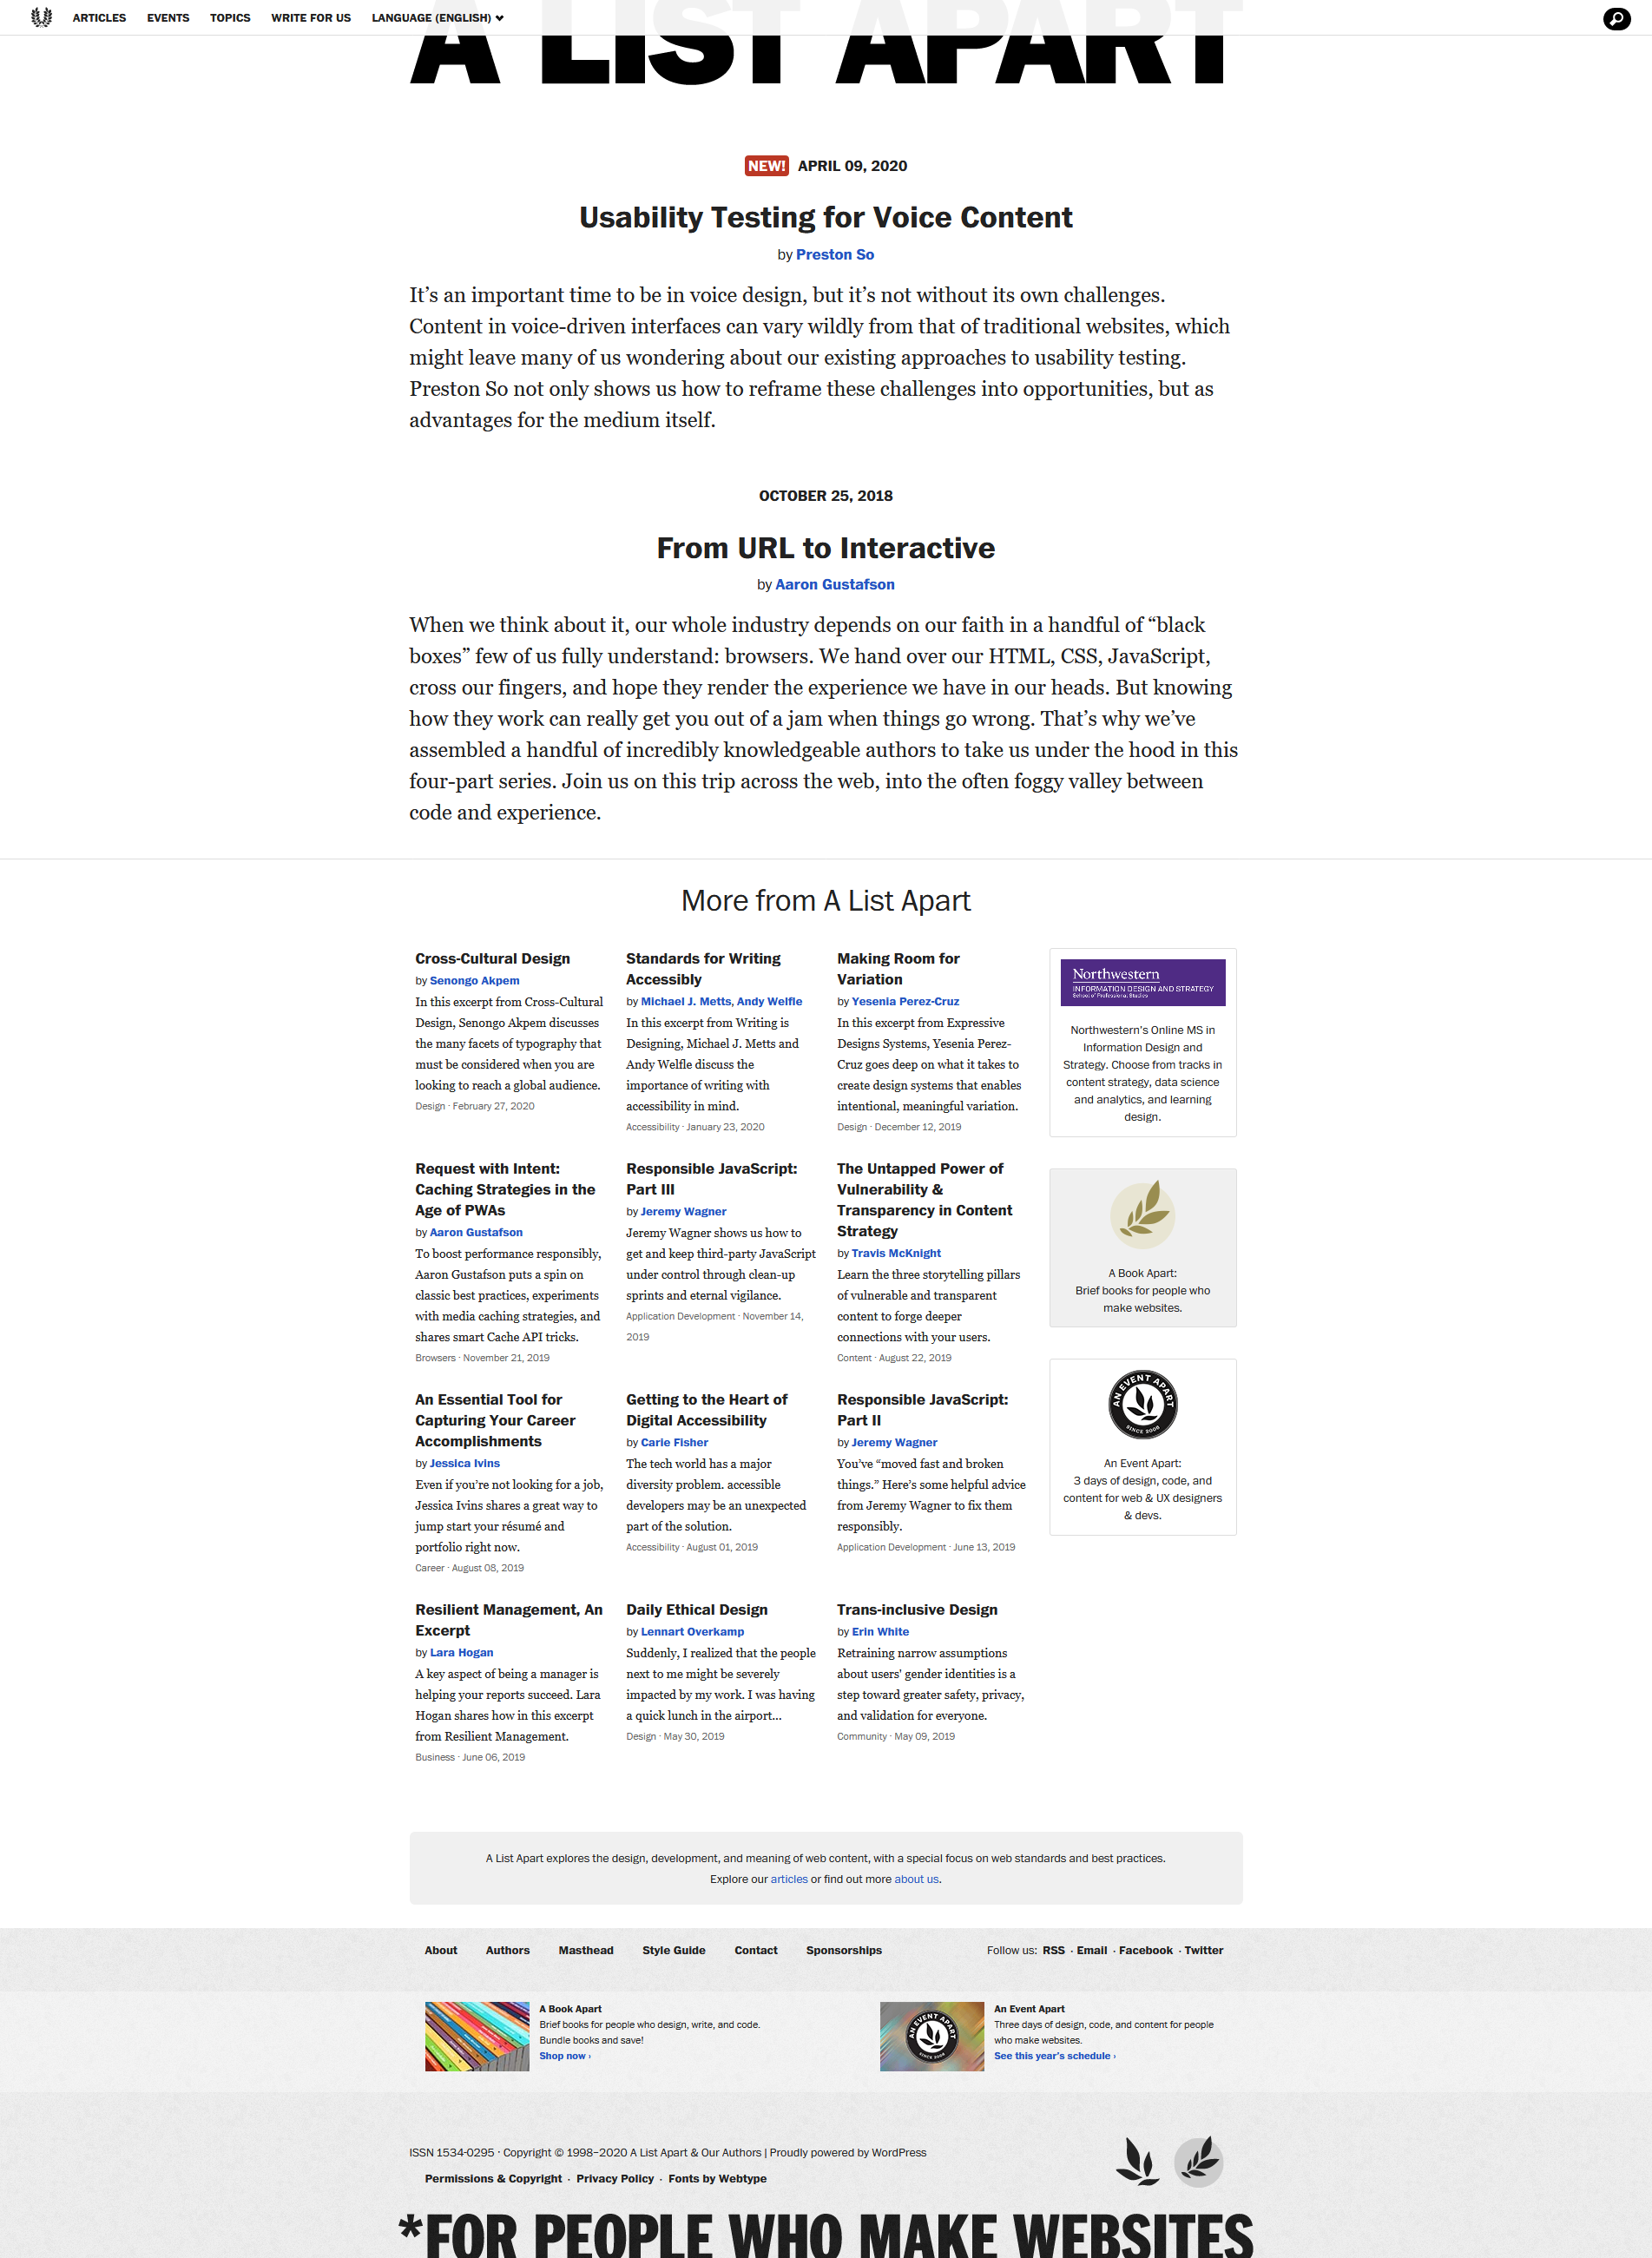 ARTICLES EVENTS TOPICS WRITE FOR US LANGUAGE (ENGLISH)
A LIST APART
NEW! APRIL 09, 2020
Usability Testing for Voice Content
by Preston So
It’s an important time to be in voice design, but it’s not without its own challenges.
Content in voice-driven interfaces can vary wildly from that of traditional websites, which
might leave many of us wondering about our existing approaches to usability testing.
Preston So not only shows us how to reframe these challenges into opportunities, but as
advantages for the medium itself.
OCTOBER 25, 2018
From URL to Interactive
by Aaron Gustafson
When we think about it, our whole industry depends on our faith in a handful of “black
boxes” few of us fully understand: browsers. We hand over our HTML, CSS, JavaScript,
cross our fingers, and hope they render the experience we have in our heads. But knowing
how they work can really get you out of a jam when things go wrong. That’s why we’ve
assembled a handful of incredibly knowledgeable authors to take us under the hood in this
four-part series. Join us on this trip across the web, into the often foggy valley between
code and experience.
More from A List Apart
Cross-Cultural Design
by Senongo Akpem
In this excerpt from Cross-Cultural
Design, Senongo Akpem discusses
the many facets of typography that
must be considered when you are
looking to reach a global audience.
Design · February 27, 2020
Standards for Writing
Accessibly
by Michael J. Metts, Andy Welfle
In this excerpt from Writing is
Designing, Michael J. Metts and
Andy Welfle discuss the
importance of writing with
accessibility in mind.
Accessibility · January 23, 2020
Making Room for
Variation
by Yesenia Perez-Cruz
In this excerpt from Expressive
Designs Systems, Yesenia Perez-
Cruz goes deep on what it takes to
create design systems that enables
intentional, meaningful variation.
Design · December 12, 2019
Request with Intent:
Caching Strategies in the
Age of PWAs
by Aaron Gustafson
To boost performance responsibly,
Aaron Gustafson puts a spin on
classic best practices, experiments
with media caching strategies, and
shares smart Cache API tricks.
Browsers · November 21, 2019
Responsible JavaScript:
Part III
by Jeremy Wagner
Jeremy Wagner shows us how to
get and keep third-party JavaScript
under control through clean-up
sprints and eternal vigilance.
Application Development · November 14,
2019
The Untapped Power of
Vulnerability &
Transparency in Content
Strategy
by Travis McKnight
Learn the three storytelling pillars
of vulnerable and transparent
content to forge deeper
connections with your users.
Content · August 22, 2019
An Essential Tool for
Capturing Your Career
Accomplishments
by Jessica Ivins
Even if you’re not looking for a job,
Jessica Ivins shares a great way to
jump start your résumé and
portfolio right now.
Career · August 08, 2019
Getting to the Heart of
Digital Accessibility
by Carie Fisher
The tech world has a major
diversity problem. accessible
developers may be an unexpected
part of the solution.
Accessibility · August 01, 2019
Responsible JavaScript:
Part II
by Jeremy Wagner
You’ve “moved fast and broken
things.” Here’s some helpful advice
from Jeremy Wagner to fix them
responsibly.
Application Development · June 13, 2019
Resilient Management, An
Excerpt
by Lara Hogan
A key aspect of being a manager is
helping your reports succeed. Lara
Hogan shares how in this excerpt
from Resilient Management.
Business · June 06, 2019
Daily Ethical Design
by Lennart Overkamp
Suddenly, I realized that the people
next to me might be severely
impacted by my work. I was having
a quick lunch in the airport...
Design · May 30, 2019
Trans-inclusive Design
by Erin White
Retraining narrow assumptions
about users' gender identities is a
step toward greater safety, privacy,
and validation for everyone.
Community · May 09, 2019
Northwestern
INFORMATION DESIGN AND STRATEGY
School of Professional Studies
Northwestern’s Online MS in
Information Design and
Strategy. Choose from tracks in
content strategy, data science
and analytics, and learning
design.
A Book Apart:
Brief books for people who
make websites.
AN EVENT APART
SINCE 2005
An Event Apart:
3 days of design, code, and
content for web & UX designers
& devs.
A List Apart explores the design, development, and meaning of web content, with a special focus on web standards and best practices.
Explore our articles or find out more about us.
About Authors Masthead Style Guide Contact Sponsorships Follow us: RSS · Email · Facebook · Twitter
A Book Apart
Brief books for people who design, write, and code.
Bundle books and save!
Shop now ›
AN EVENT APART
SINCE 2005
An Event Apart
Three days of design, code, and content for people
who make websites.
See this year’s schedule ›
ISSN 1534-0295 · Copyright © 1998–2020 A List Apart & Our Authors | Proudly powered by WordPress
Permissions & Copyright · Privacy Policy · Fonts by Webtype
*FOR PEOPLE WHO MAKE WEBSITES